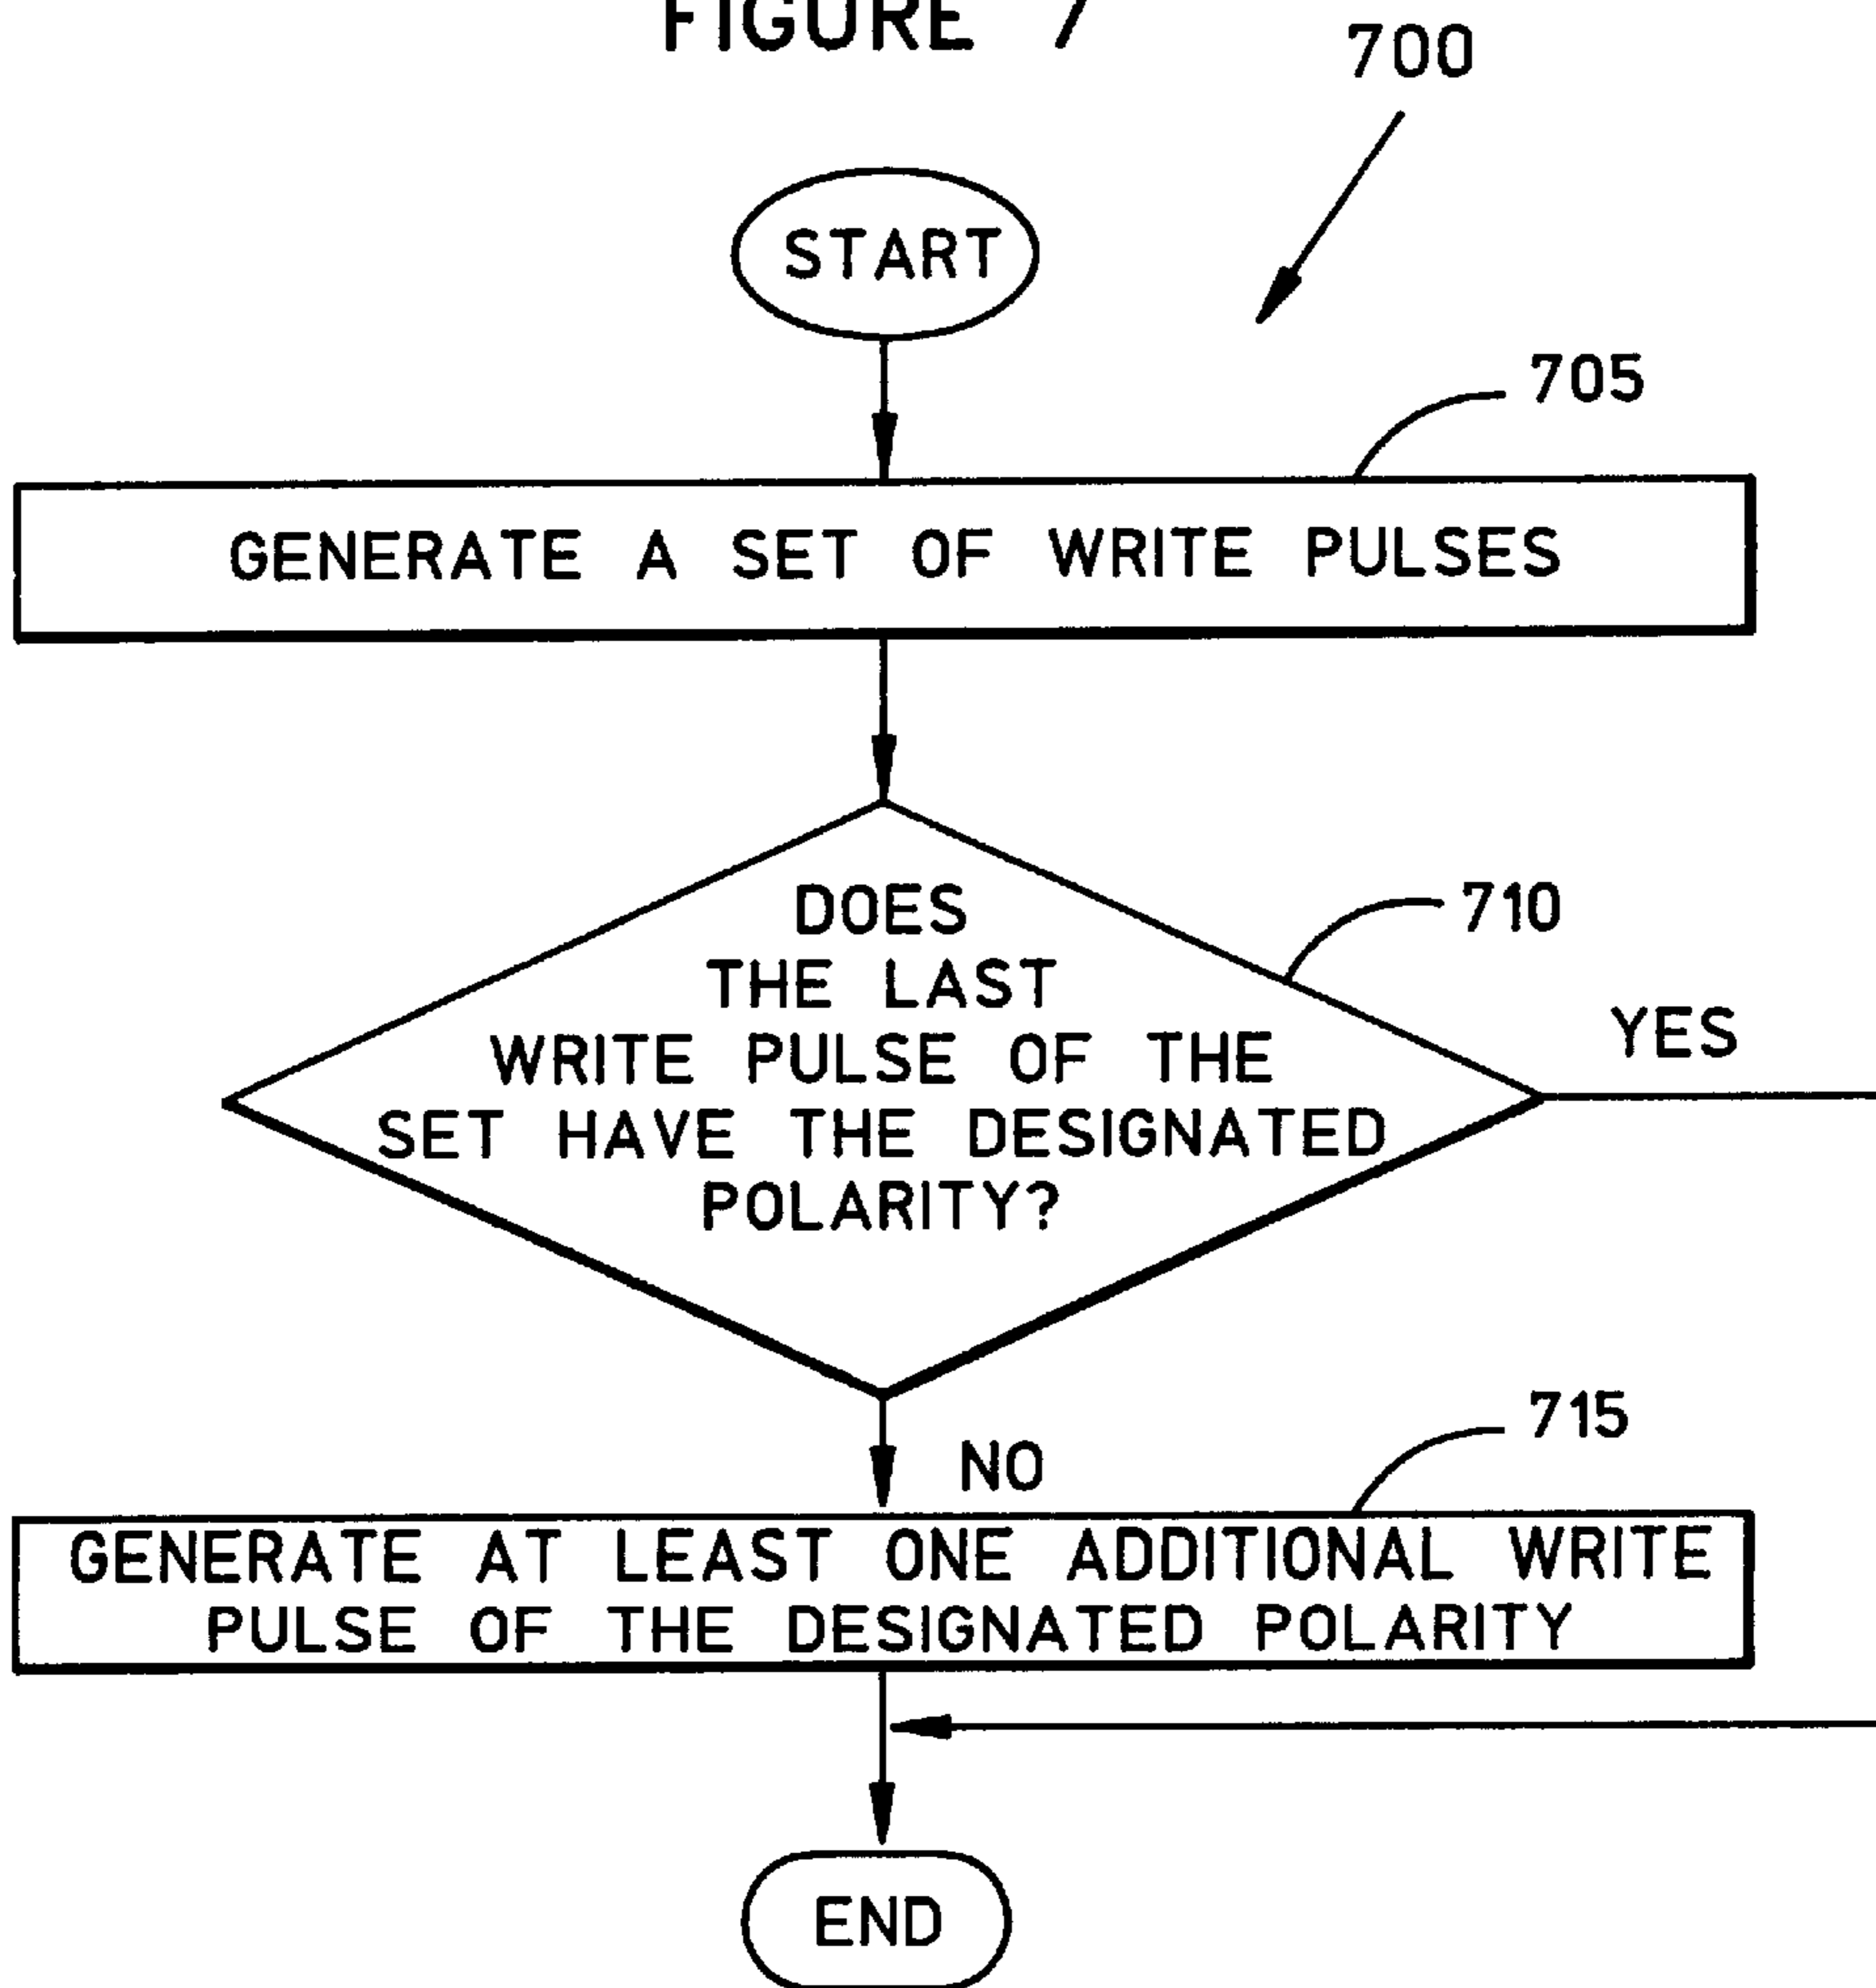 FIGURE 7
700
START
705
GENERATE A SET OF WRITE PULSES
DOES
THE LAST
WRITE PULSE OF THE
SET HAVE THE DESIGNATED
POLARITY?
710
YES
NO
715
GENERATE AT LEAST ONE ADDITIONAL WRITE
PULSE OF THE DESIGNATED POLARITY
END